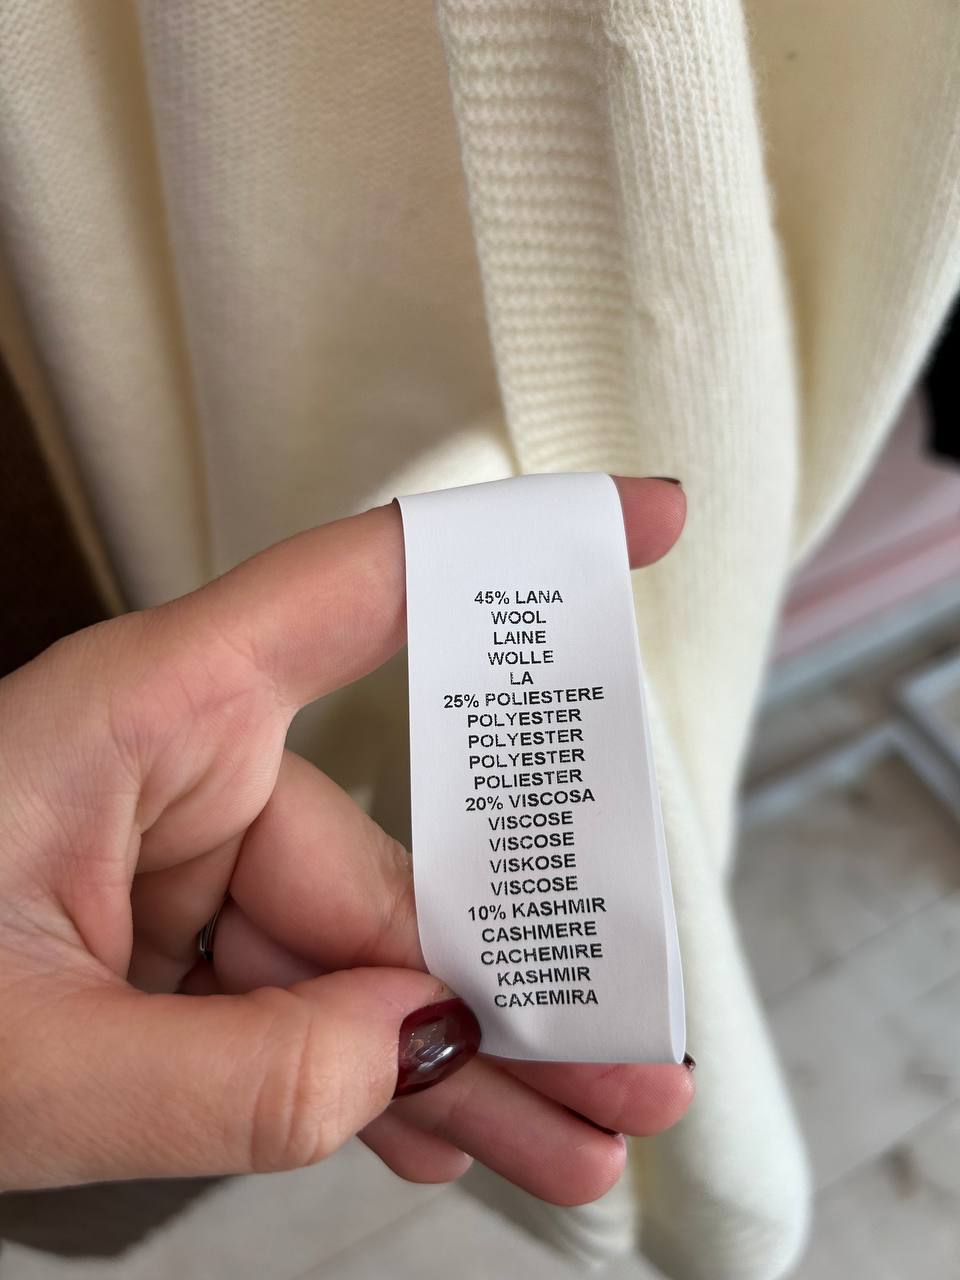 45% LANA
WOOL
LAINE
WOLLE
LA
25% POLIESTERE
POLYESTER
POLYESTER
POLYESTER
POLIESTER
20% VISCOSA
VISCOSE
VISCOSE
VISKOSE
VISCOSE
10% KASHMIR
CASHMERE
CACHEMIRE
KASHMIR
CAXEMIRA